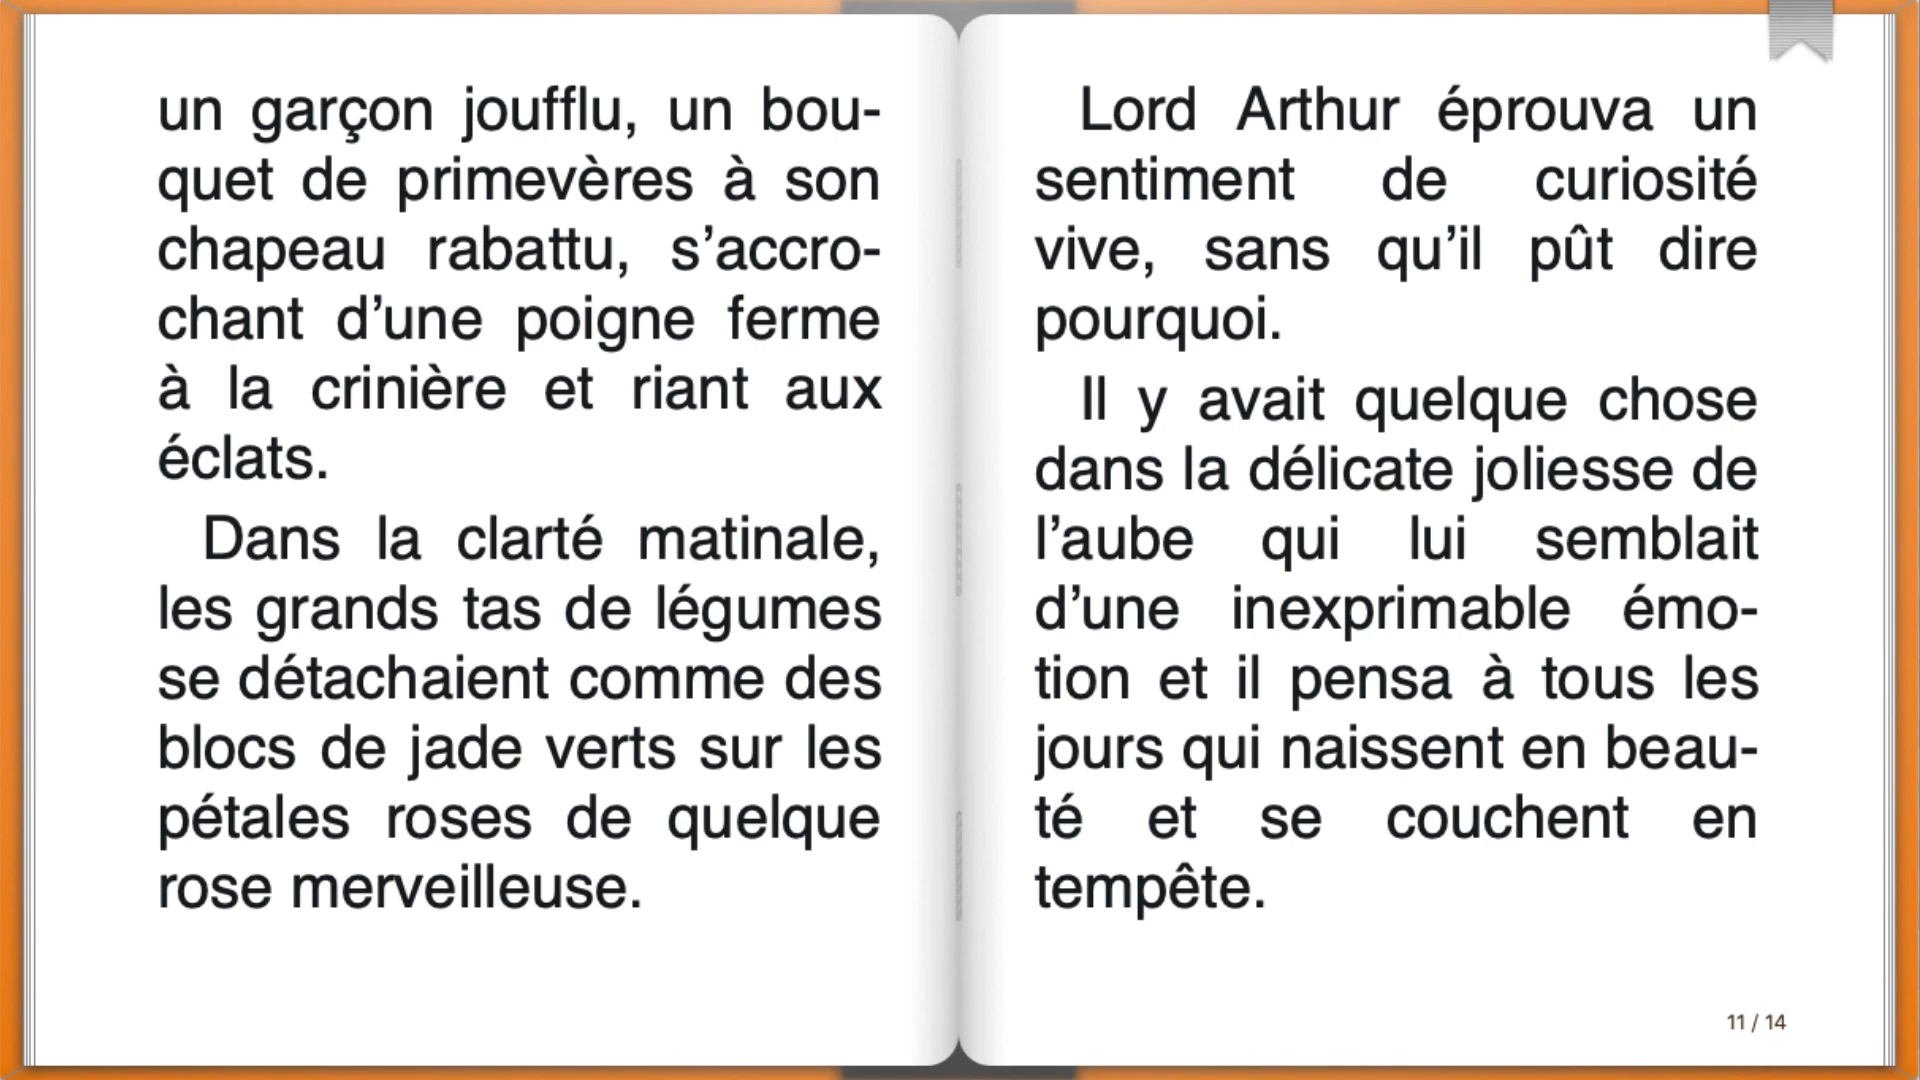 un garçon joufflu, un bou-
quet de primevères à son
chapeau rabattu, s’accro-
chant d’une poigne ferme
à la crinière et riant aux
éclats.
Dans la clarté matinale,
les grands tas de légumes
se détachaient comme des
blocs de jade verts sur les
pétales roses de quelque
rose merveilleuse.
Lord Arthur éprouva un
sentiment de curiosité
vive, sans qu’il pût dire
pourquoi.
Il y avait quelque chose
dans la délicate joliesse de
l’aube qui lui semblait
d’une inexprimable émo-
tion et il pensa à tous les
jours qui naissent en beau-
té et se couchent en
tempête.
11 / 14